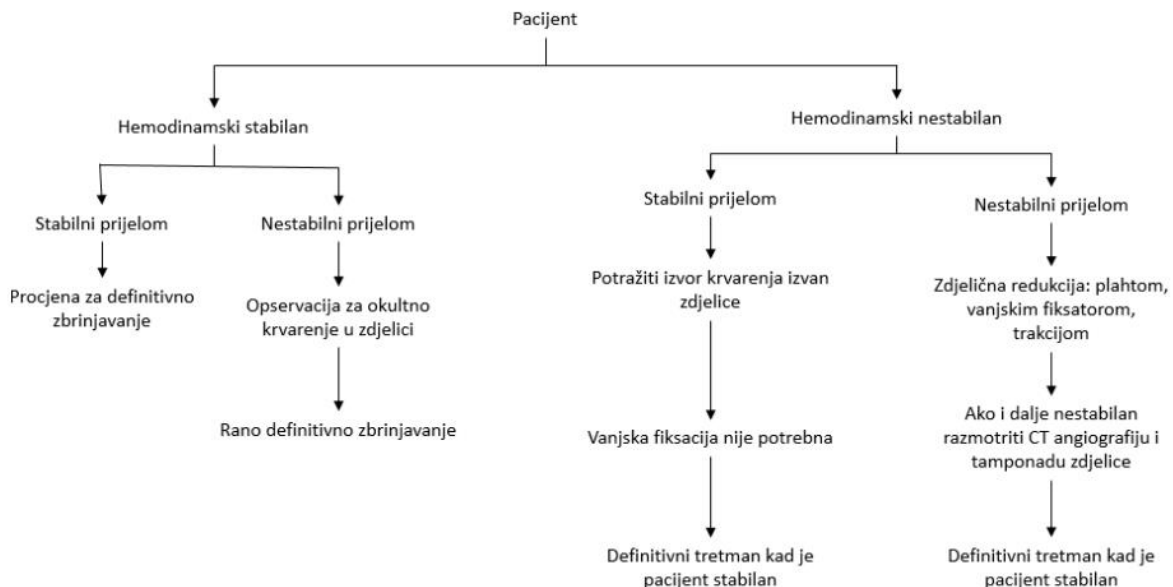 Pacijent
Hemodinamski stabilan
Hemodinamski nestabilan
Stabilni prijelom
Nestabilni prijelom
Stabilni prijelom
Nestabilni prijelom
Procjena za definitivno
zbrinjavanje
Opservacija za okultno
krvarenje u zdjelici
Rano definitivno zbrinjavanje
Potražiti izvor krvarenja izvan
zdjelice
Vanjska fiksacija nije potrebna
Definitivni tretman kad je
pacijent stabilan
Zdjelična redukcija: plahtom,
vanjskim fiksatorom,
trakcijom
Ako i dalje nestabilan
razmotriti CT angiografiju i
tamponadu zdjelice
Definitivni tretman kad je
pacijent stabilan